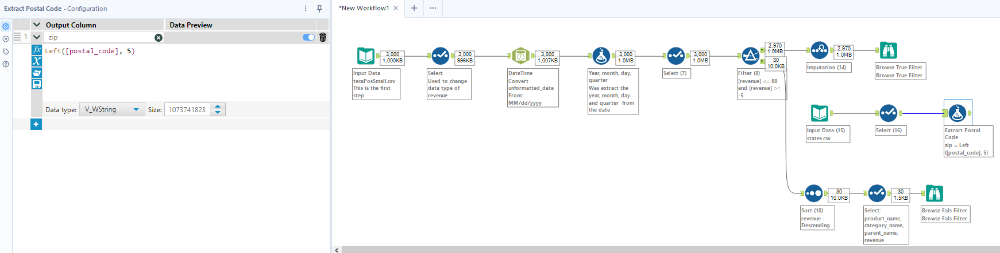 Extract Postal Code - Configuration
Output Column
Data Preview
1
zip
fx
Left([postal_code], 5)
X
Data type:
V_WString
Size:
1073741823
+
*New Workflow1
3,000
1,000KB
3,000
996KB
3,000
1,007KB
3,000
1.0MB
3,000
1.0MB
T
2,970
1.0MB
F
30
10.0KB
2,970
1.0MB
Input Data
tecaPosSmall.csv
This is the first
step
Select
Used to change
data type of
revenue
DateTime
Convert
unformatted_date
From:
MM/dd/yyyy
Year, month, day,
quarter
Was extract the
year, month, day
and quarter from
the date
Select (7)
Filter (8)
[revenue] <= 88
and [revenue] >=
-5
Imputation (14)
Browse True Filter
Browse True Filter
Input Data (15)
states.csv
Select (16)
Extract Postal
Code
zip = Left
([postal_code], 5)
30
10.0KB
30
1.5KB
Sort (10)
revenue -
Descending
Select:
product_name,
category_name,
parent_name,
revenue
Browse Fals Filter
Browse Fals Filter